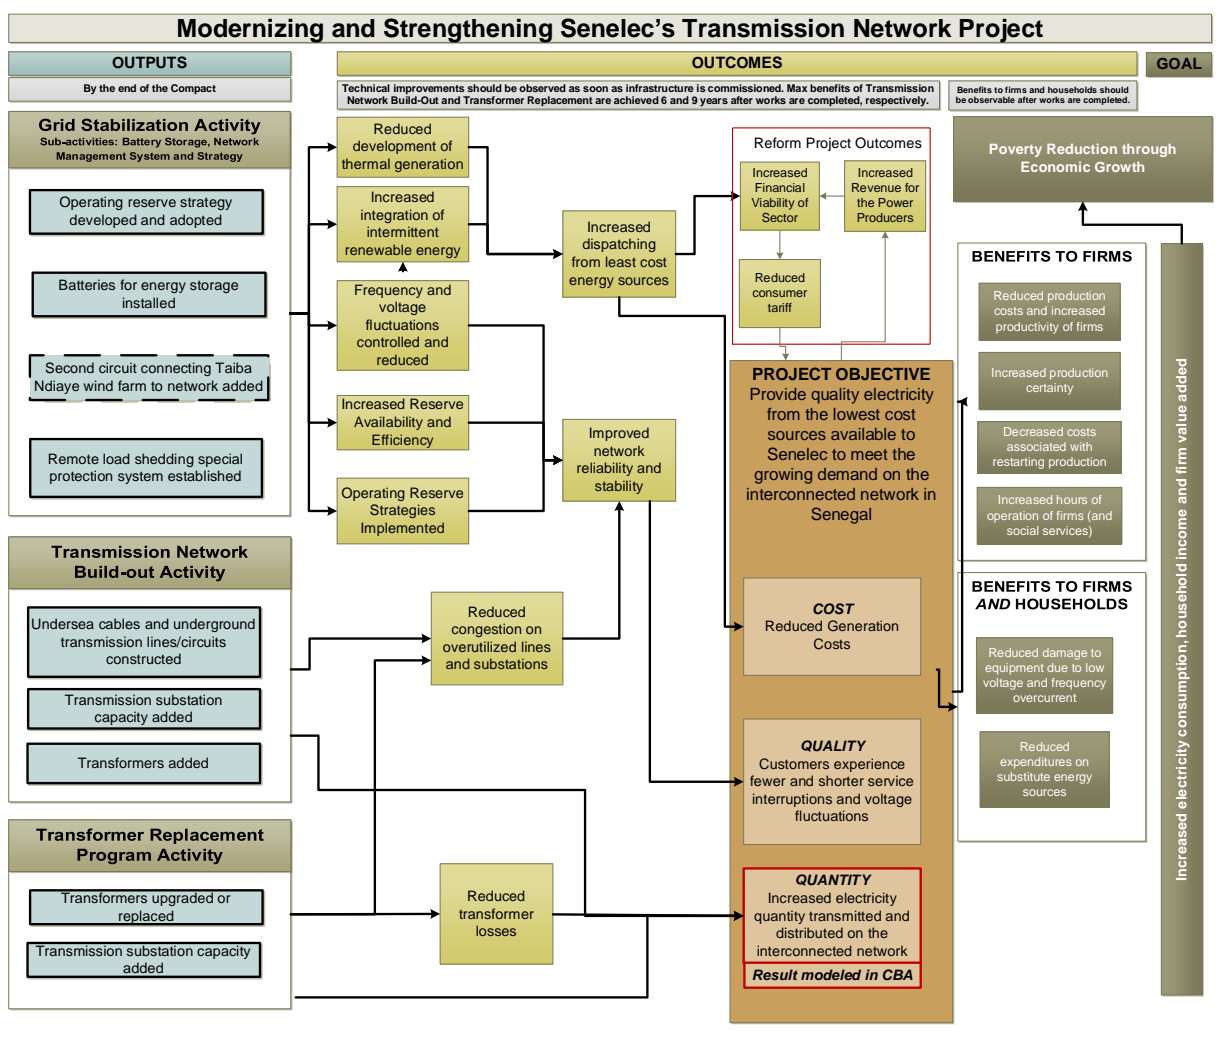 Modernizing and Strengthening Senelec's Transmission Network Project
OUTPUTS
OUTCOMES
GOAL
By the end of the Compact
Technical improvements should be observed as soon as infrastructure is commissioned. Max benefits of Transmission
Network Build-Out and Transformer Replacement are achieved 6 and 9 years after works are completed, respectively.
Benefits to firms and households should
be observable after works are completed.
Grid Stabilization Activity
Sub-activities: Battery Storage, Network
Management System and Strategy
Operating reserve strategy
developed and adopted
Batteries for energy storage
installed
Second circuit connecting Taiba
Ndiaye wind farm to network added
Remote load shedding special
protection system established
Transmission Network
Build-out Activity
Undersea cables and underground
transmission lines/circuits
constructed
Transmission substation
capacity added
Transformers added
Transformer Replacement
Program Activity
Transformers upgraded or
replaced
Transmission substation capacity
added
Reduced
development of
thermal generation
Increased
integration of
intermittent
renewable energy
Frequency and
voltage
fluctuations
controlled and
reduced
Increased Reserve
Availability and
Efficiency
Operating Reserve
Strategies
Implemented
Reduced
congestion on
overutilized lines
and substations
Reduced
transformer
losses
Increased
dispatching
from least cost
energy sources
Improved
network
reliability and
stability
Reform Project Outcomes
Increased
Financial
Viability of
Sector
Increased
Revenue for
the Power
Producers
Reduced
consumer
tariff
PROJECT OBJECTIVE
Provide quality electricity
from the lowest cost
sources available to
Senelec to meet the
growing demand on the
interconnected network in
Senegal
COST
Reduced Generation
Costs
QUALITY
Customers experience
fewer and shorter service
interruptions and voltage
fluctuations
QUANTITY
Increased electricity
quantity transmitted and
distributed on the
interconnected network
Result modeled in CBA
Poverty Reduction through
Economic Growth
BENEFITS TO FIRMS
Reduced production
costs and increased
productivity of firms
Increased production
certainty
Decreased costs
associated with
restarting production
Increased hours of
operation of firms (and
social services)
BENEFITS TO FIRMS
AND HOUSEHOLDS
Reduced damage to
equipment due to low
voltage and frequency
overcurrent
Reduced
expenditures on
substitute energy
sources
Increased electricity consumption, household income and firm value added